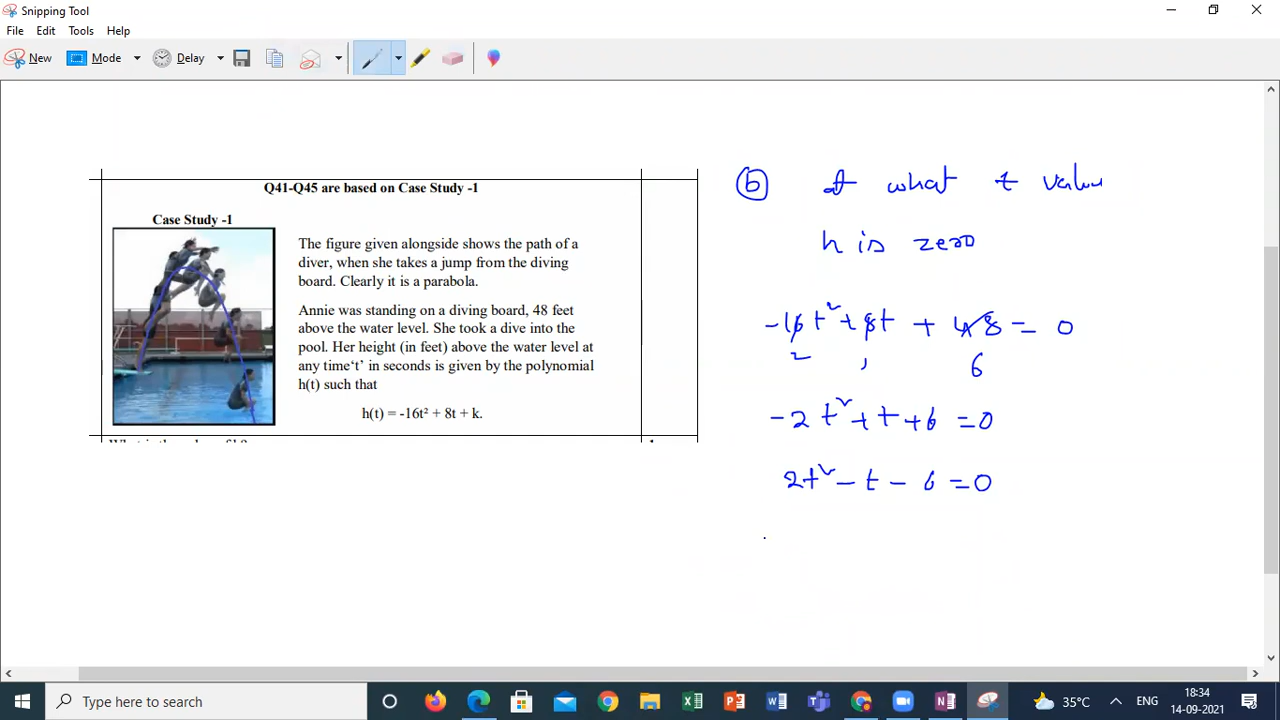 Snipping Tool
File Edit Tools Help
New Mode Delay
Q41-Q45 are based on Case Study -1
Case Study -1
The figure given alongside shows the path of a
diver, when she takes a jump from the diving
board. Clearly it is a parabola.
Annie was standing on a diving board, 48 feet
above the water level. She took a dive into the
pool. Her height (in feet) above the water level at
any time‘t’ in seconds is given by the polynomial
h(t) such that
h(t) = -16t² + 8t + k.
b what t value
h is zero
-16t² + 8t + 48 = 0
2 1 6
-2t² + t + 6 = 0
2t² - t - 6 = 0
Type here to search
35°C ENG 18:34
14-09-2021